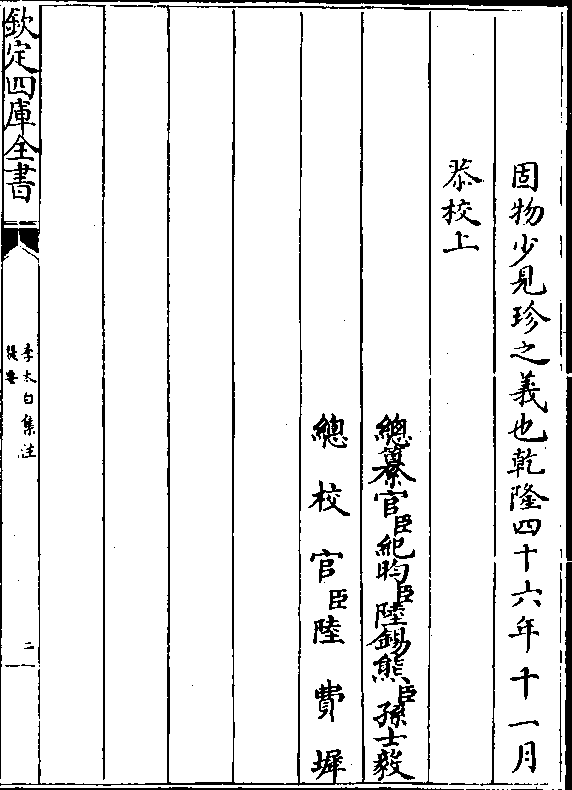 固物少見珍之義也乾隆四十六年十一月
恭校上
總纂官臣紀昀臣陸錫熊臣孫士毅
總校官臣陸費墀
欽定四庫全書
李太白集注
提要
二